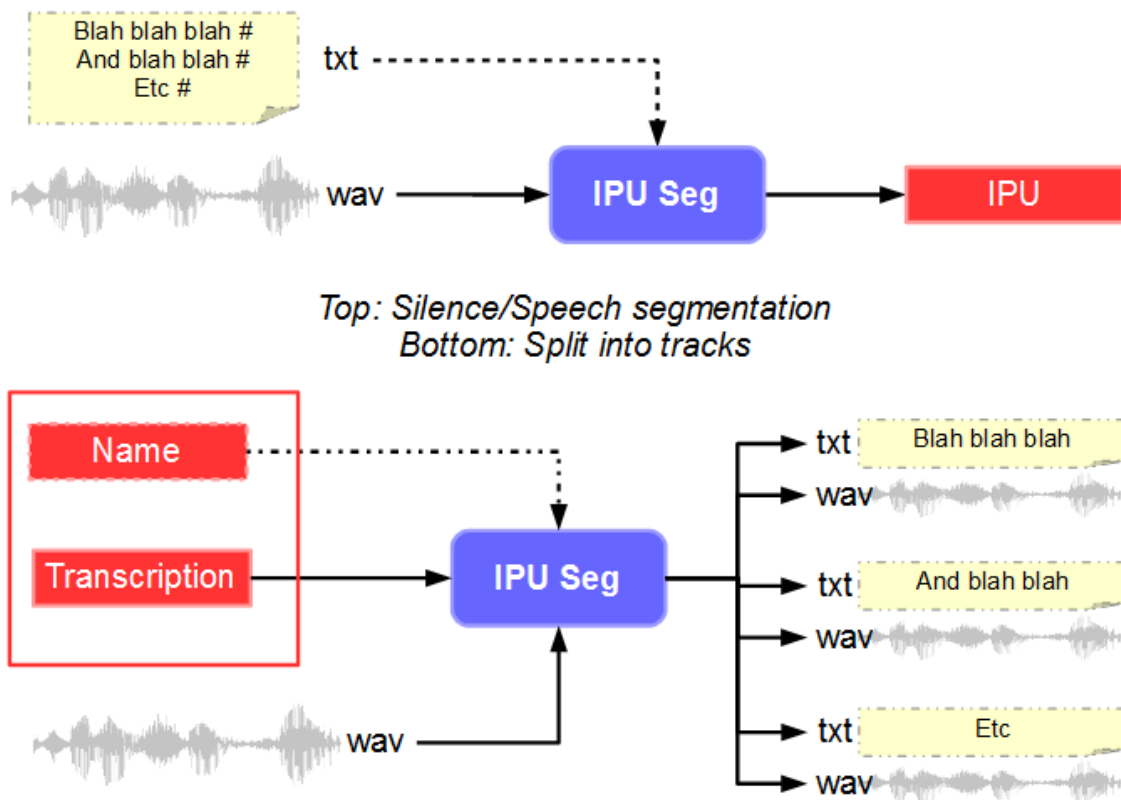 Blah blah blah #
And blah blah #
Etc #
txt
wav
IPU Seg
IPU
Top: Silence/Speech segmentation
Bottom: Split into tracks
Name
Transcription
wav
IPU Seg
txt
Blah blah blah
wav
txt
And blah blah
wav
txt
Etc
wav